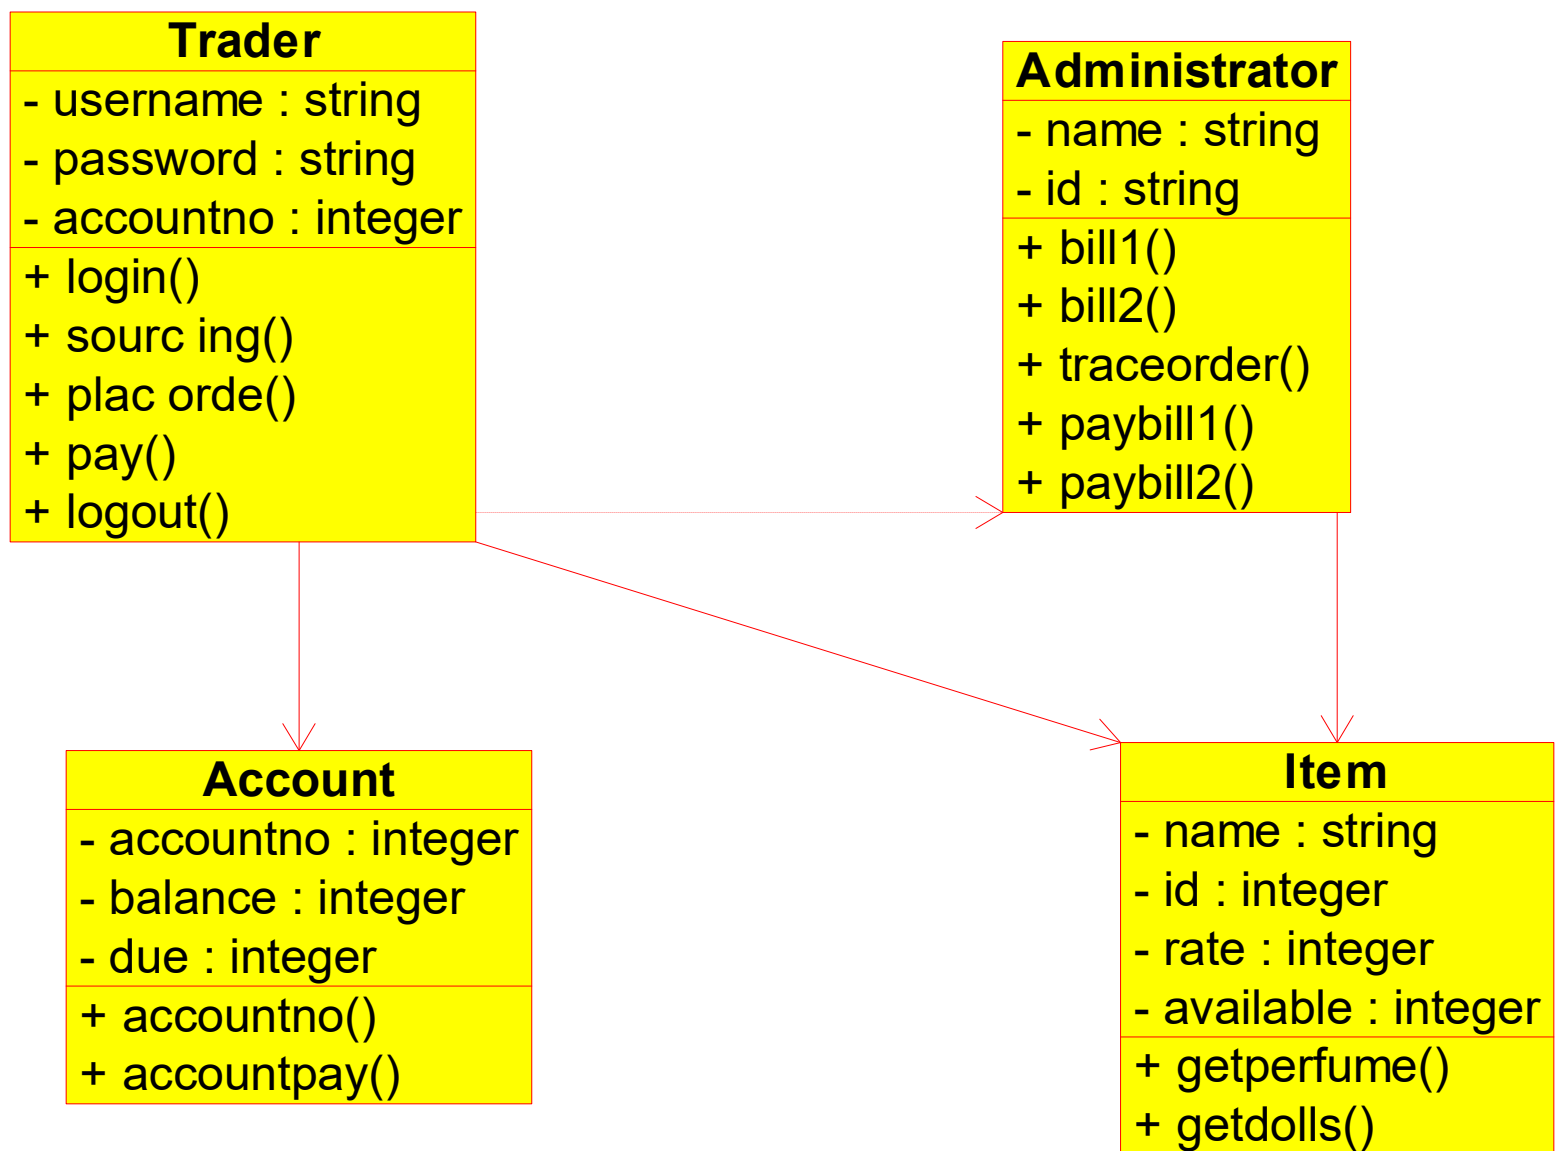 Trader
- username : string
- password : string
- accountno : integer
+ login()
+ sourc ing()
+ plac orde()
+ pay()
+ logout()
Administrator
- name : string
- id : string
+ bill1()
+ bill2()
+ traceorder()
+ paybill1()
+ paybill2()
Account
- accountno : integer
- balance : integer
- due : integer
+ accountno()
+ accountpay()
Item
- name : string
- id : integer
- rate : integer
- available : integer
+ getperfume()
+ getdolls()